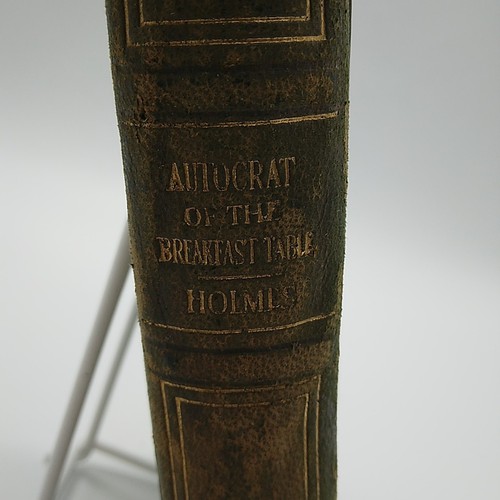 AUTOCRAT
OF THE
BREAKFAST TABLE
HOLMES